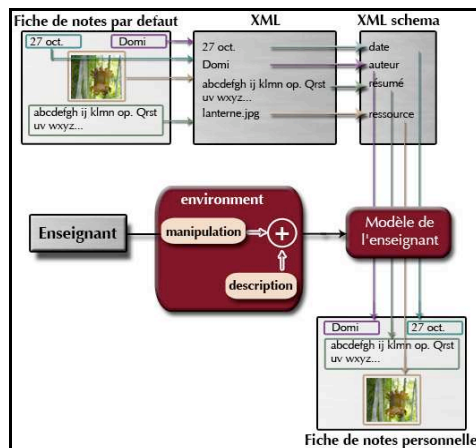 Fiche de notes par defaut
XML
XML schema
27 oct.
Domi
abcdefgh ij klmn op. Qrst
uv wxyz...
27 oct.
Domi
abcdefgh ij klmn op. Qrst
uv wxyz...
lanterne.jpg
date
auteur
résumé
ressource
Enseignant
environment
manipulation
+
description
Modèle de
l'enseignant
Domi
27 oct.
abcdefgh ij klmn op. Qrst
uv wxyz...
Fiche de notes personnelle